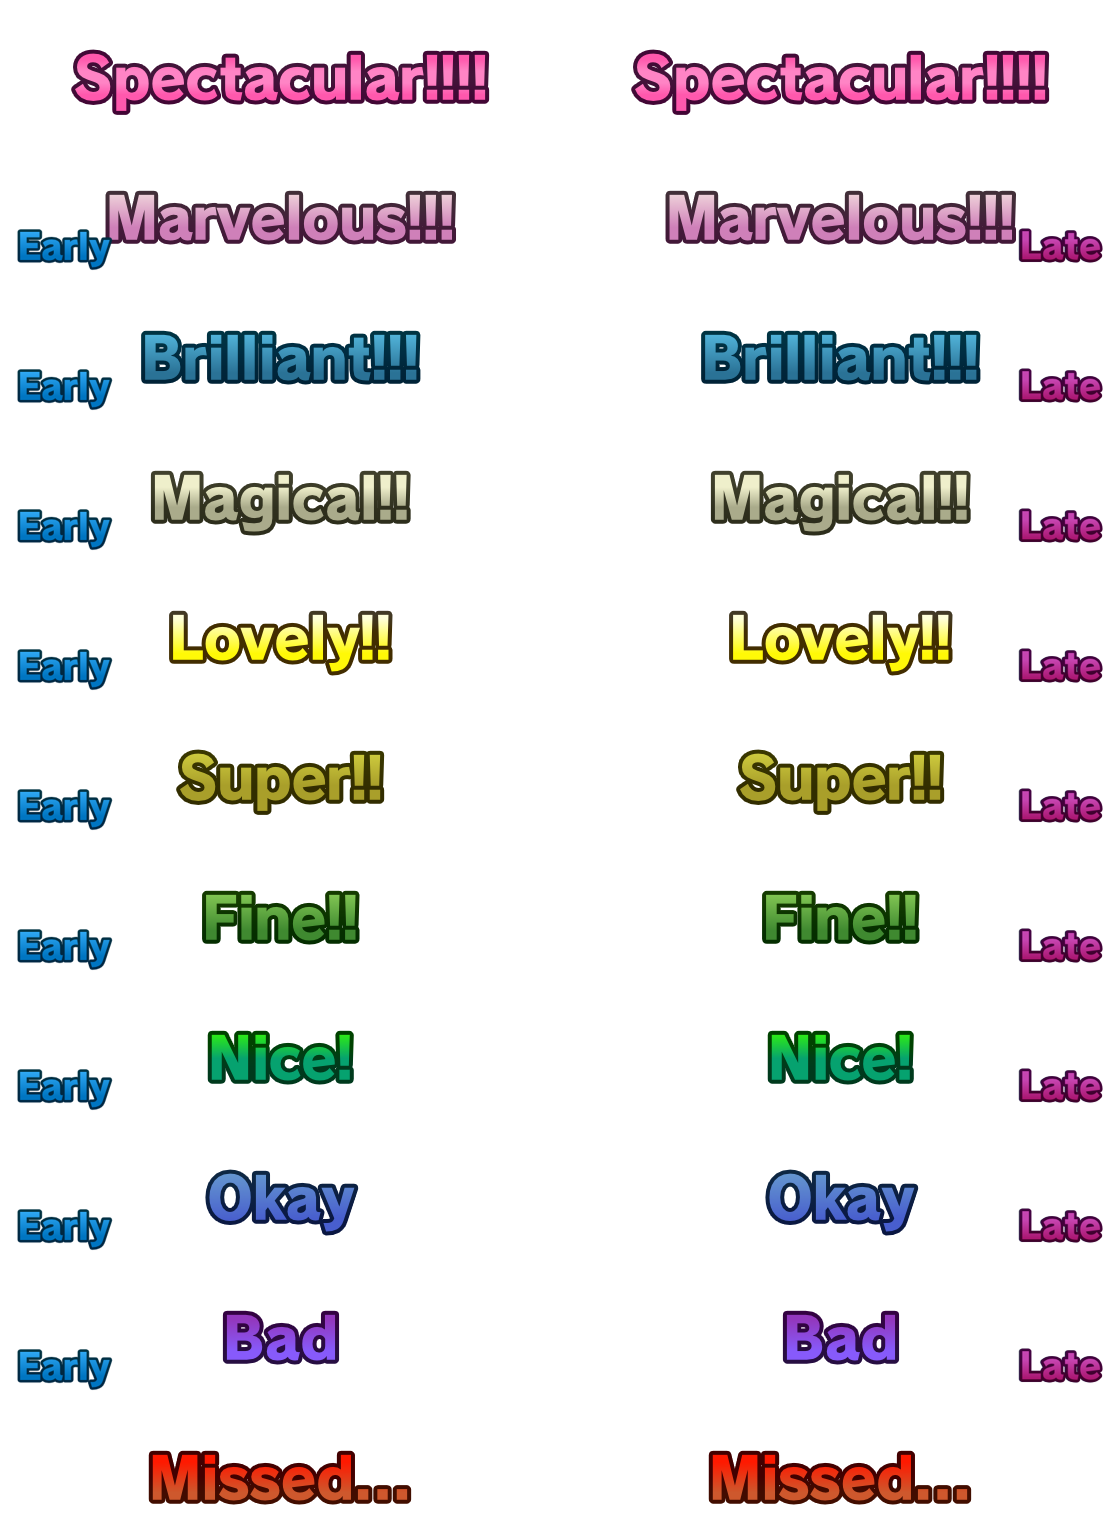 Spectacular!!!! Spectacular!!!!
Early Marvelous!!! Marvelous!!! Late
Early Brilliant!!! Brilliant!!! Late
Early Magical!! Magical!! Late
Early Lovely!! Lovely!! Late
Early Super!! Super!! Late
Early Fine!! Fine!! Late
Early Nice! Nice! Late
Early Okay Okay Late
Early Bad Bad Late
Missed... Missed...